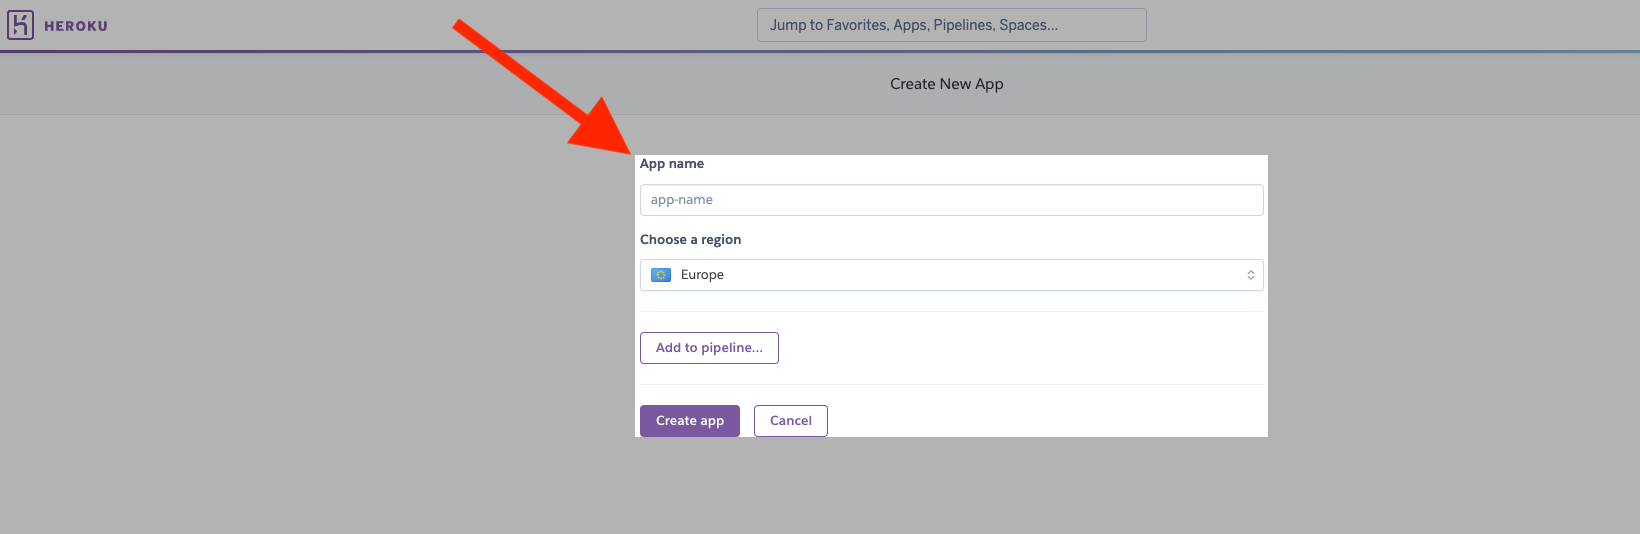 HEROKU
Jump to Favorites, Apps, Pipelines, Spaces...
Create New App
App name
app-name
Choose a region
Europe
Add to pipeline...
Create app Cancel